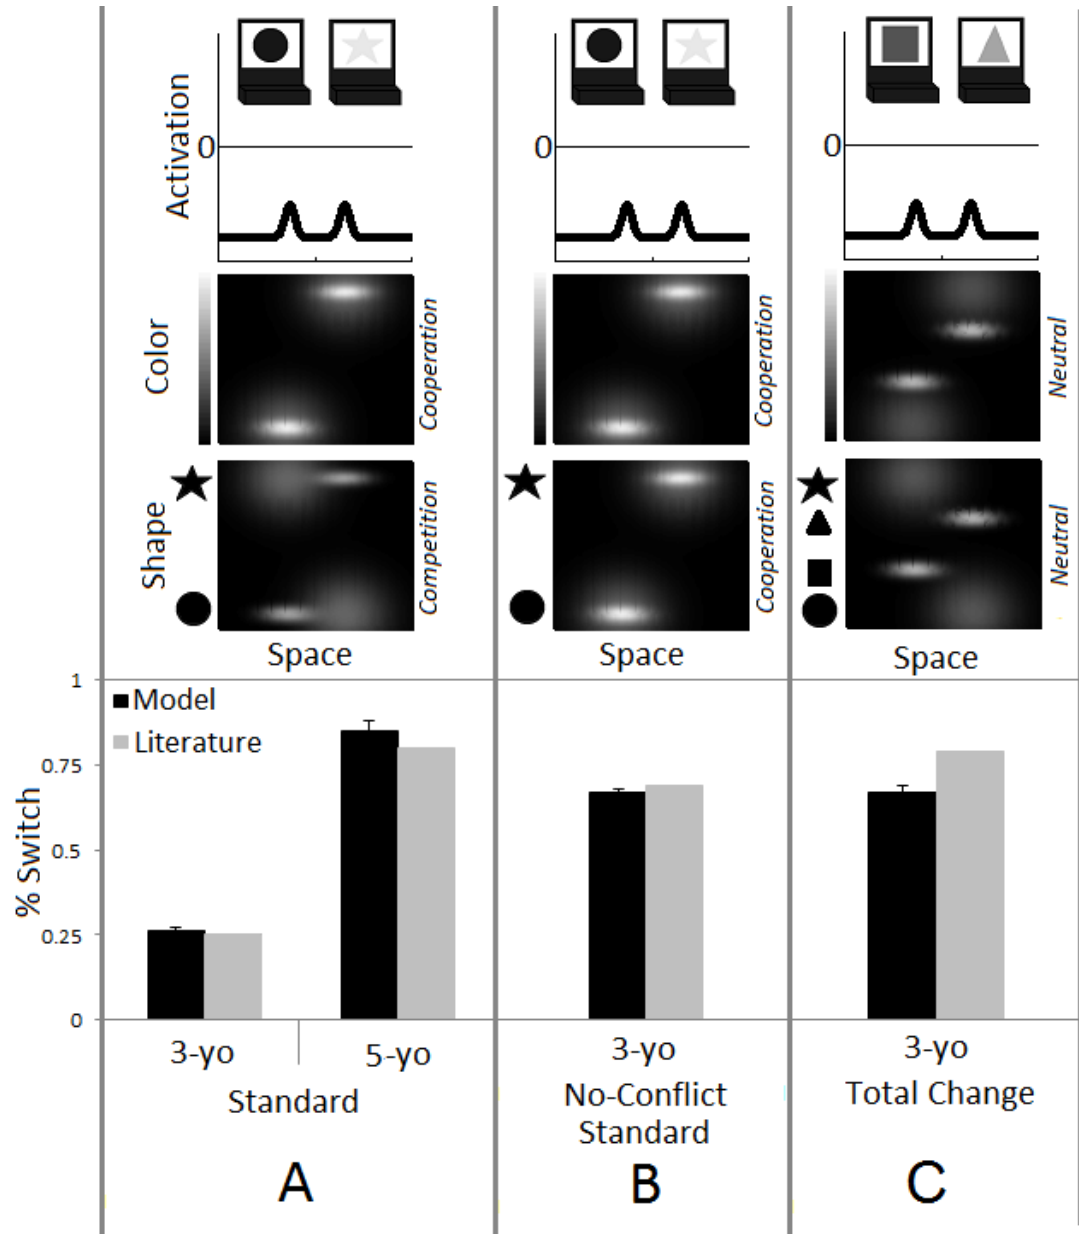 Activation
0
0
0
Color
Cooperation
Cooperation
Neutral
Shape
Competition
Cooperation
Neutral
Space
Space
Space
% Switch
1
0.75
0.5
0.25
0
Model
Literature
3-yo
5-yo
Standard
A
3-yo
No-Conflict
Standard
B
3-yo
Total Change
C